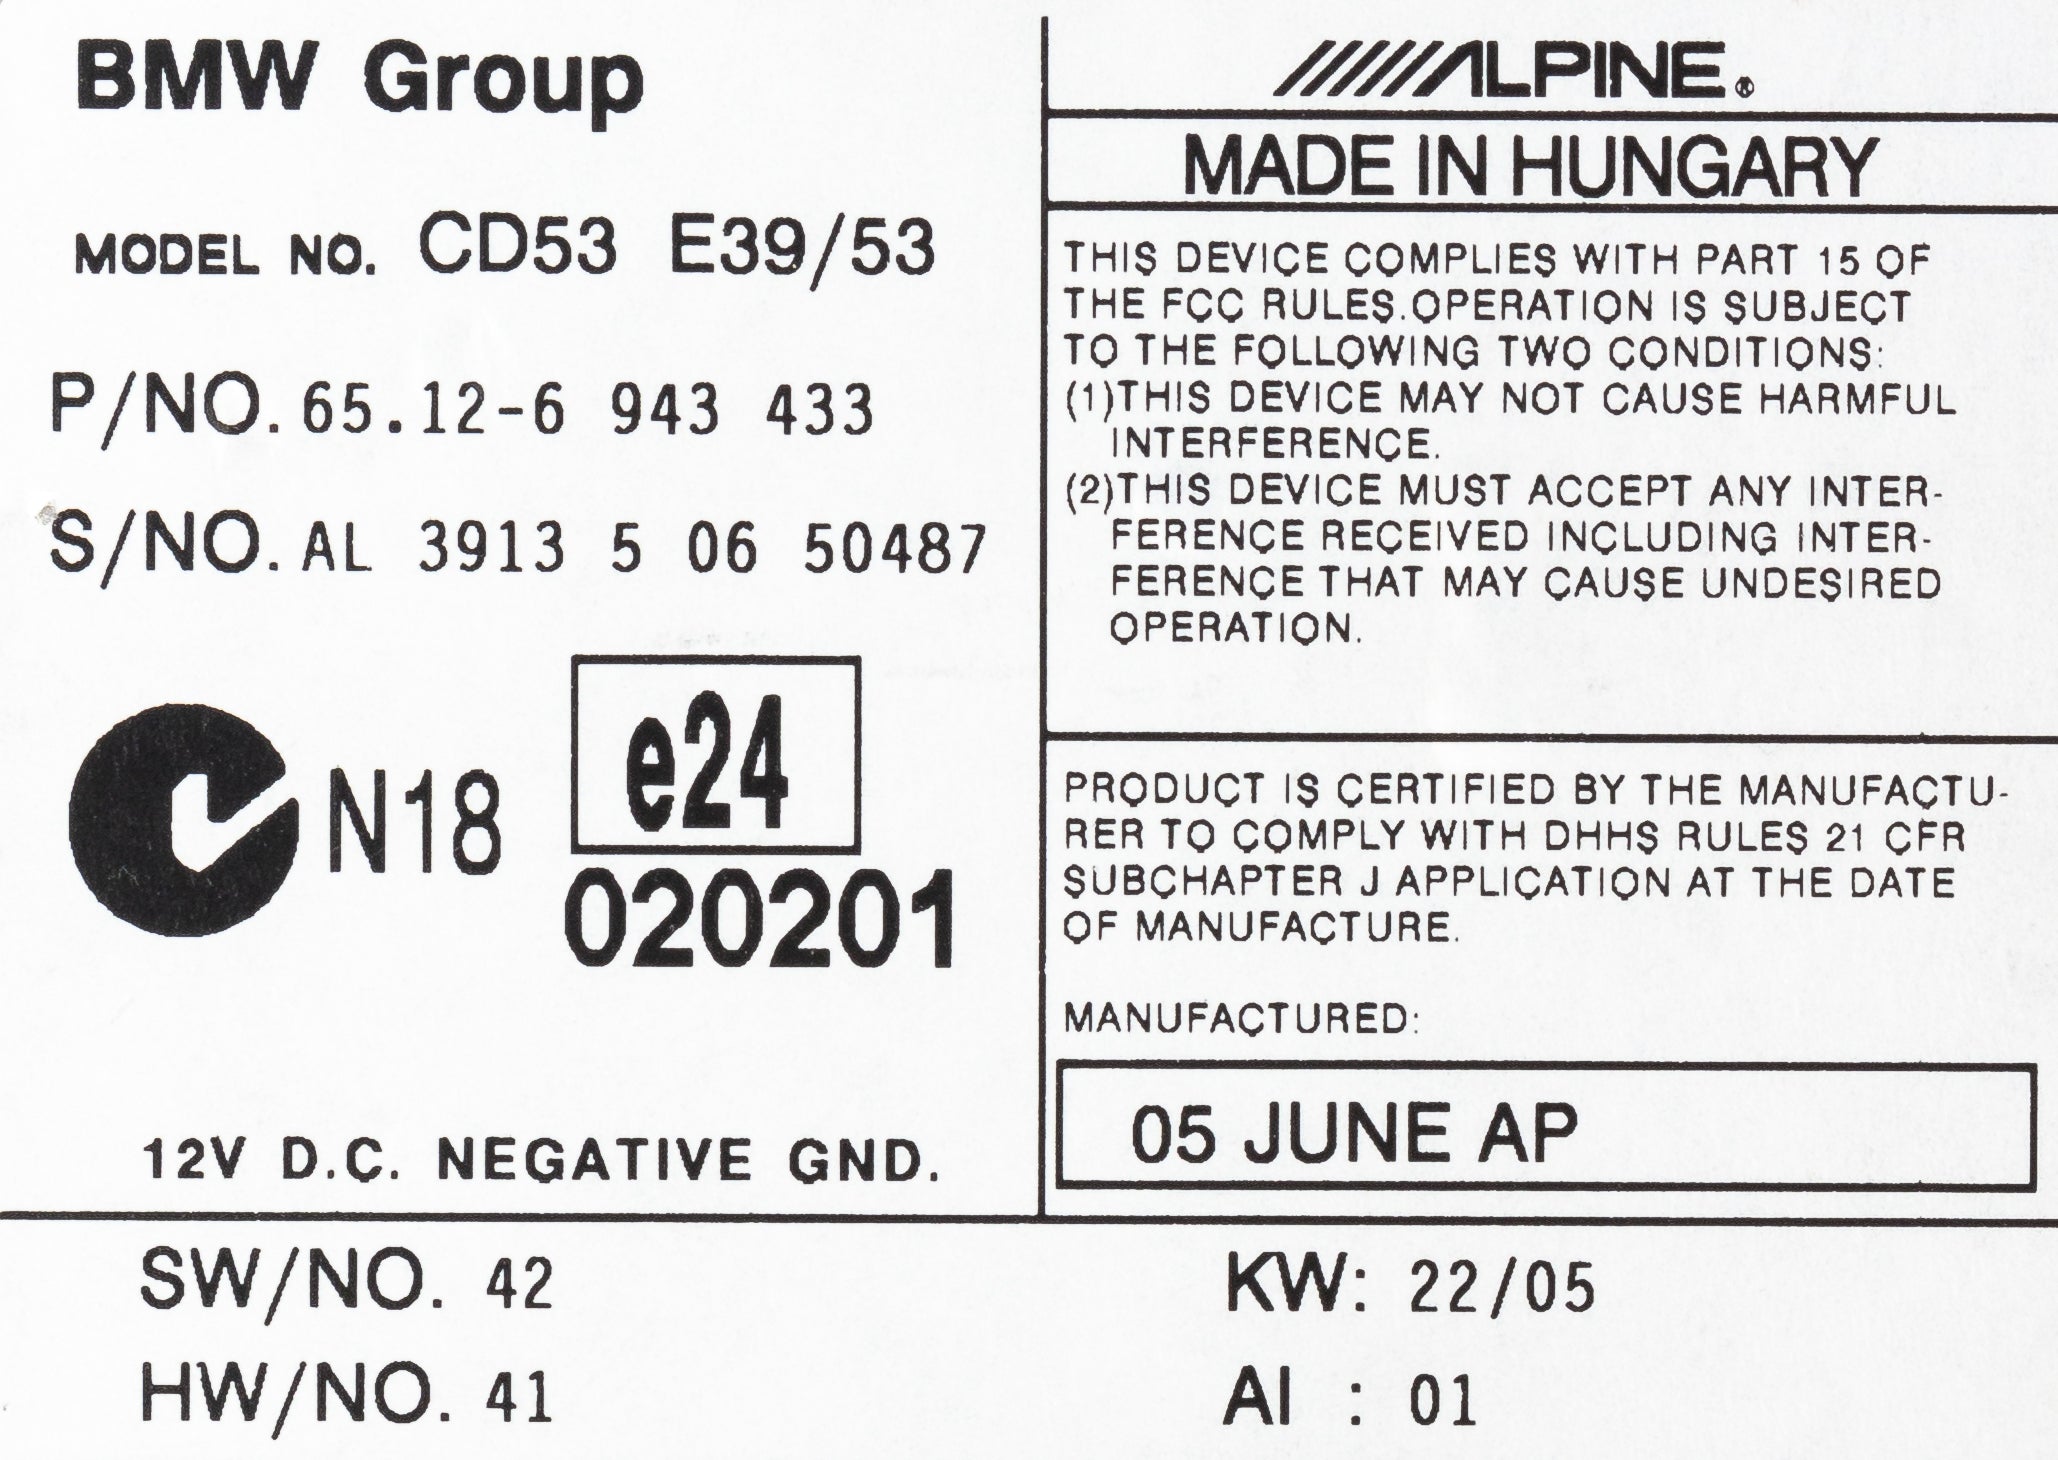 BMW Group
MODEL NO. CD53 E39/53
P/NO. 65.12-6 943 433
S/NO. AL 3913 5 06 50487
N18
e24
020201
12V D.C. NEGATIVE GND.
ALPINE®
MADE IN HUNGARY
THIS DEVICE COMPLIES WITH PART 15 OF
THE FCC RULES.OPERATION IS SUBJECT
TO THE FOLLOWING TWO CONDITIONS:
(1)THIS DEVICE MAY NOT CAUSE HARMFUL
INTERFERENCE.
(2)THIS DEVICE MUST ACCEPT ANY INTER-
FERENCE RECEIVED INCLUDING INTER-
FERENCE THAT MAY CAUSE UNDESIRED
OPERATION.
PRODUCT IS CERTIFIED BY THE MANUFACTU-
RER TO COMPLY WITH DHHS RULES 21 CFR
SUBCHAPTER J APPLICATION AT THE DATE
OF MANUFACTURE.
MANUFACTURED:
05 JUNE AP
SW/NO. 42
HW/NO. 41
KW: 22/05
AI : 01